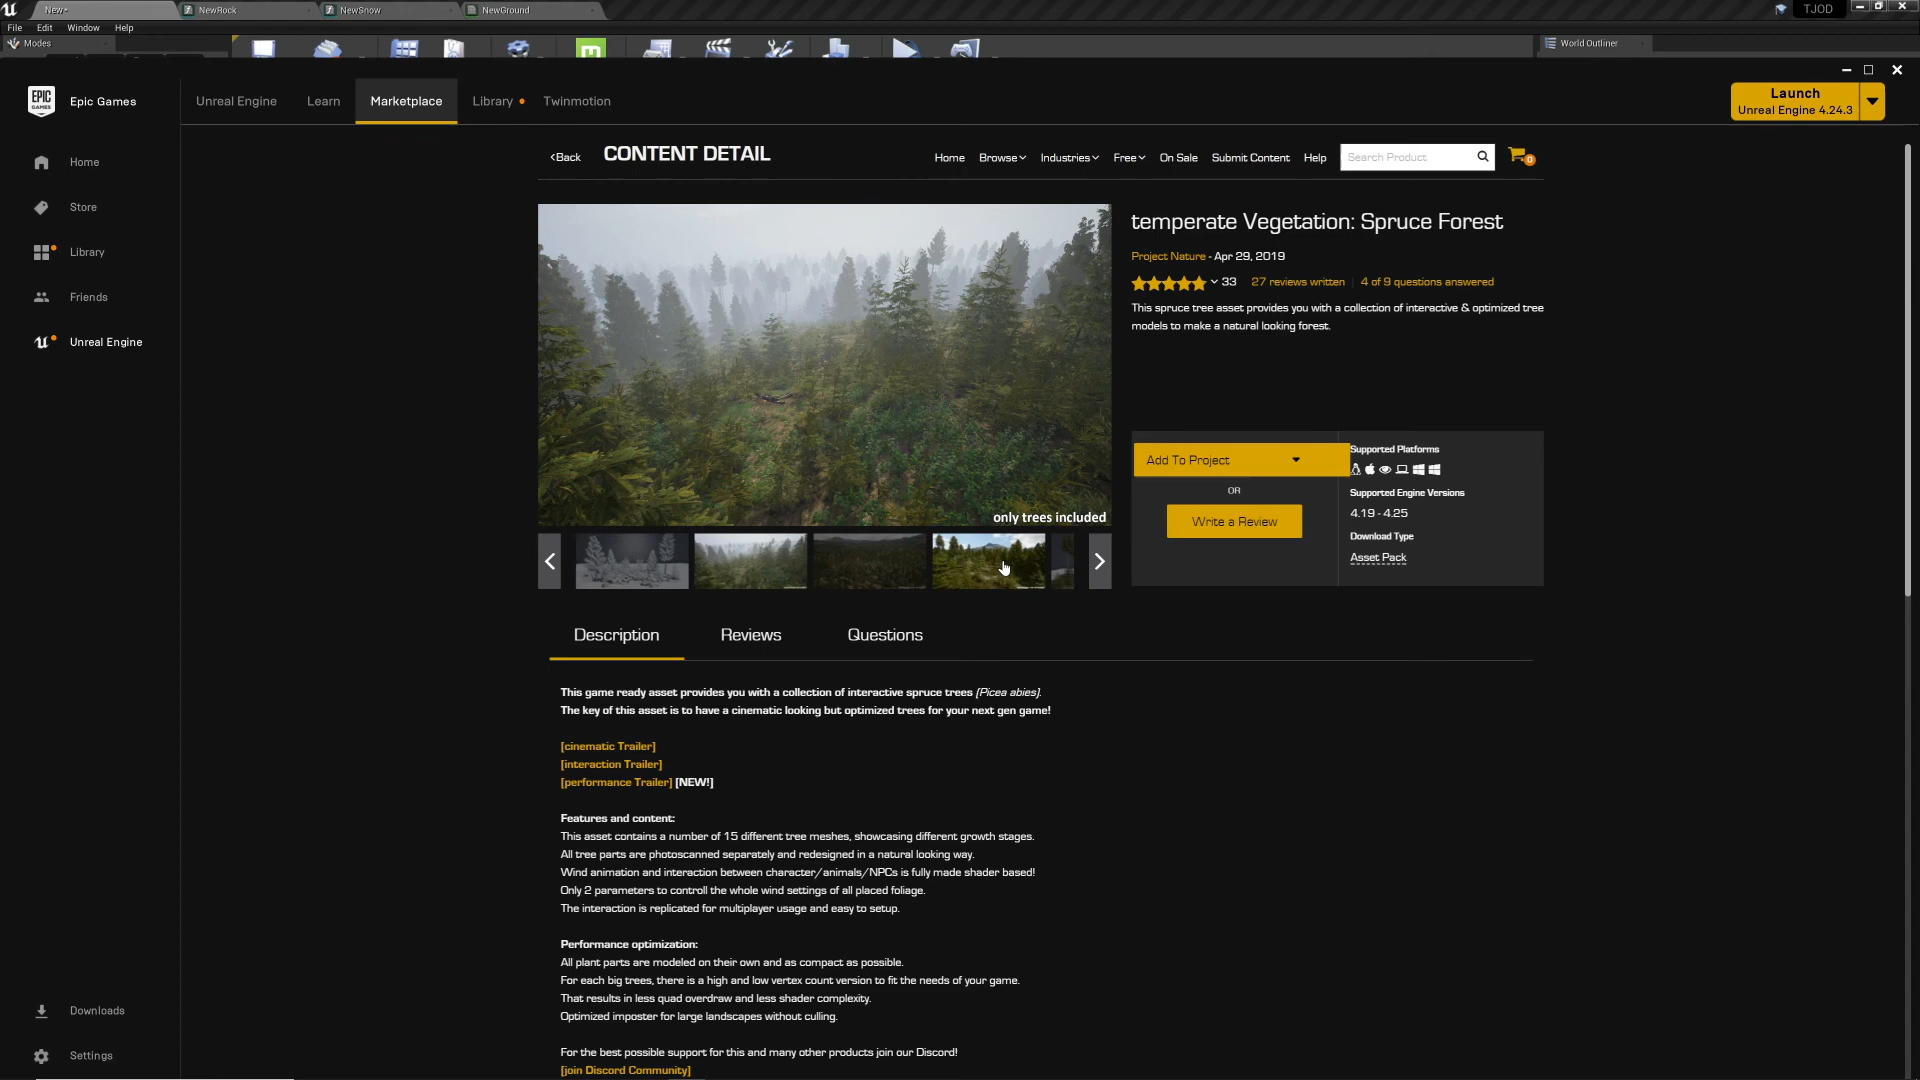 New•
NewRock
NewSnow
NewGround
TJOD
File
Edit
Window
Help
Modes
World Outliner
EPIC
GAMES
Epic Games
Unreal Engine
Learn
Marketplace
Library
Twinmotion
Launch
Unreal Engine 4.24.3
Home
Store
Library
Friends
Unreal Engine
Downloads
Settings
Back
CONTENT DETAIL
Home
Browse
Industries
Free
On Sale
Submit Content
Help
Search Product
0
only trees included
temperate Vegetation: Spruce Forest
Project Nature - Apr 29, 2019
33
27 reviews written
4 of 9 questions answered
This spruce tree asset provides you with a collection of interactive & optimized tree
models to make a natural looking forest.
Add To Project
OR
Write a Review
Supported Platforms
Supported Engine Versions
4.19 - 4.25
Download Type
Asset Pack
Description
Reviews
Questions
This game ready asset provides you with a collection of interactive spruce trees (Picea abies).
The key of this asset is to have a cinematic looking but optimized trees for your next gen game!
[cinematic Trailer]
[interaction Trailer]
[performance Trailer] [NEW!]
Features and content:
This asset contains a number of 15 different tree meshes, showcasing different growth stages.
All tree parts are photoscanned separately and redesigned in a natural looking way.
Wind animation and interaction between character/animals/NPCs is fully made shader based!
Only 2 parameters to controll the whole wind settings of all placed foliage.
The interaction is replicated for multiplayer usage and easy to setup.
Performance optimization:
All plant parts are modeled on their own and as compact as possible.
For each big trees, there is a high and low vertex count version to fit the needs of your game.
That results in less quad overdraw and less shader complexity.
Optimized imposter for large landscapes without culling.
For the best possible support for this and many other products join our Discord!
[join Discord Community]